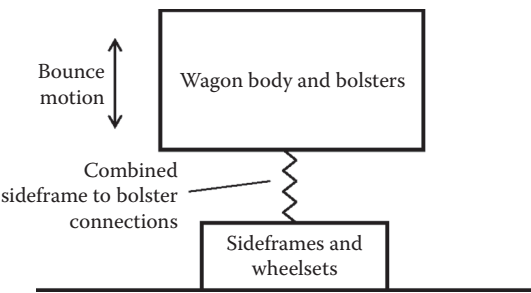 Wagon body and bolsters
Bounce
motion
Combined
sideframe to bolster
connections
Sideframes and
wheelsets